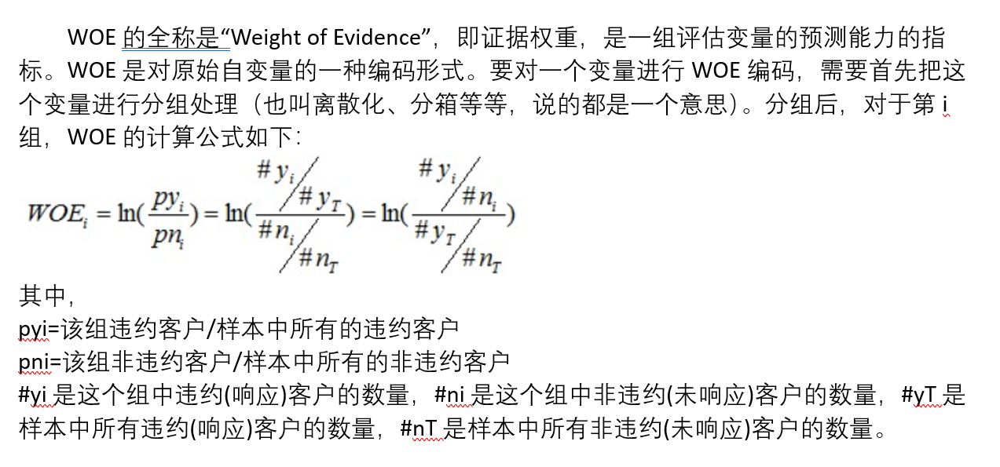 WOE 的全称是“Weight of Evidence”，即证据权重，是一组评估变量的预测能力的指
标。WOE 是对原始自变量的一种编码形式。要对一个变量进行 WOE 编码，需要首先把这
个变量进行分组处理（也叫离散化、分箱等等，说的都是一个意思）。分组后，对于第 i
组，WOE 的计算公式如下：
WOE_i = ln(py_i/pn_i) = ln((#y_i/#y_T)/(#n_i/#n_T)) = ln((#y_i/#n_i)/(#y_T/#n_T))
其中，
pyi=该组违约客户/样本中所有的违约客户
pni=该组非违约客户/样本中所有的非违约客户
#yi 是这个组中违约(响应)客户的数量，#ni 是这个组中非违约(未响应)客户的数量，#yT 是
样本中所有违约(响应)客户的数量，#nT 是样本中所有非违约(未响应)客户的数量。